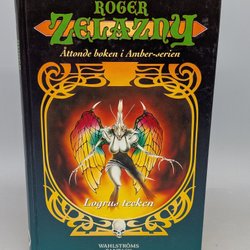 ROGER
ZELAZNY
Åttonde boken i Amber-serien
Logrus tecken
WAHLSTRÖMS